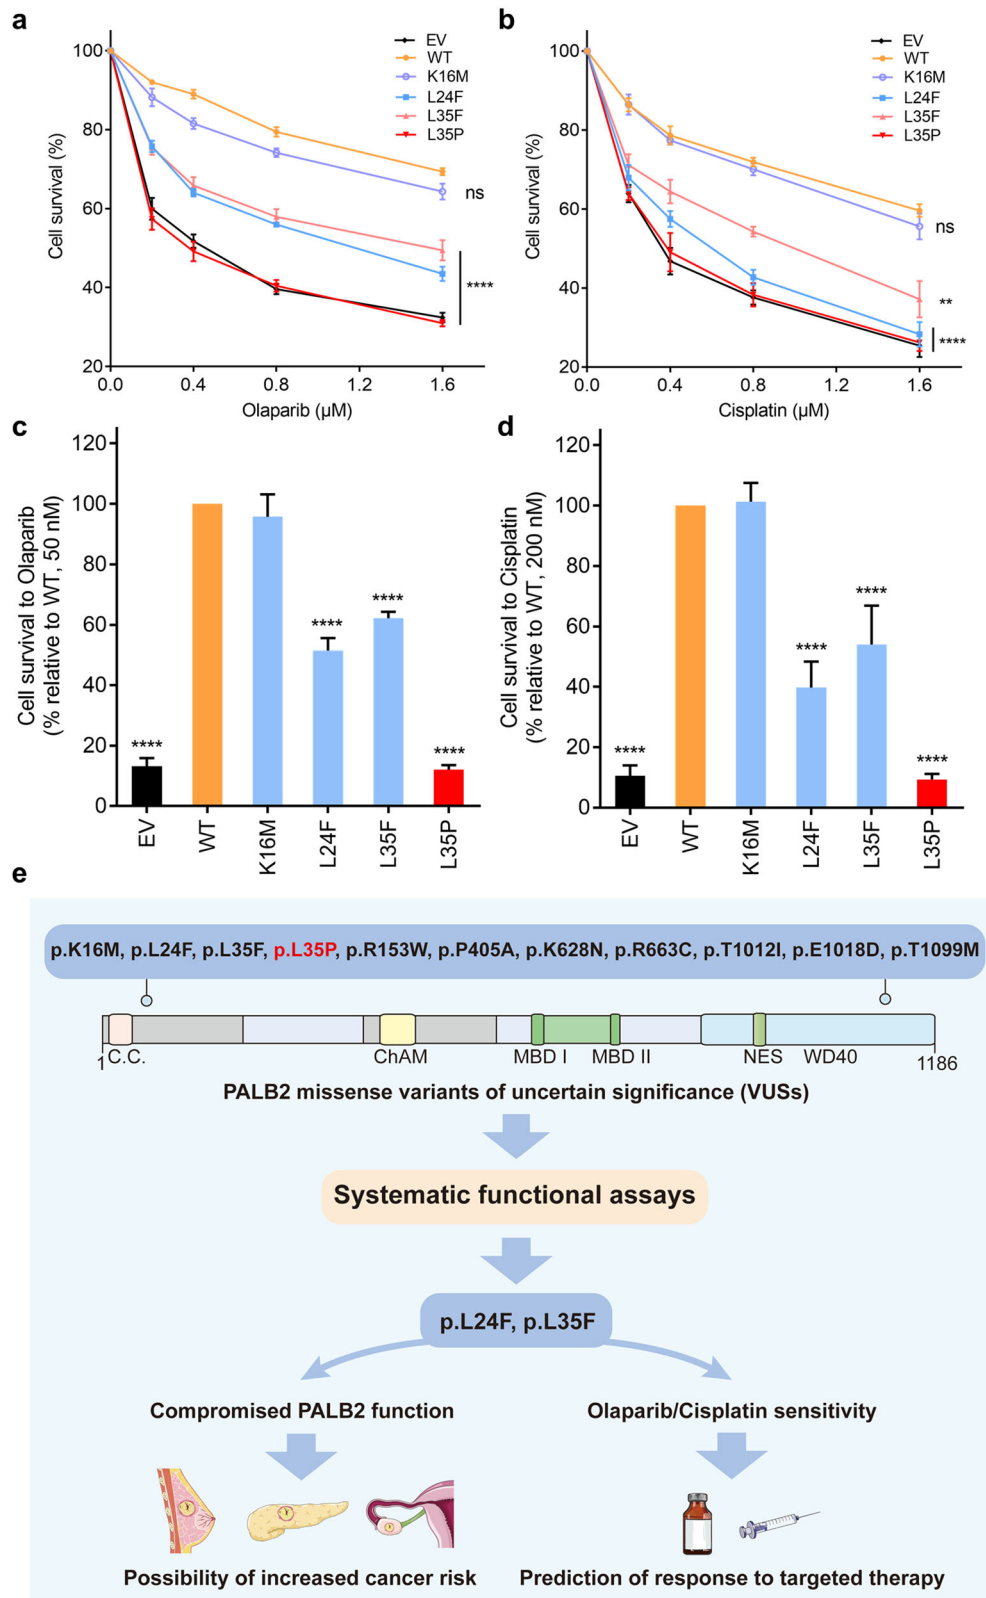 a
EV
WT
K16M
L24F
L35F
L35P
100
80
60
40
20
Cell survival (%)
ns
****
0.0 0.4 0.8 1.2 1.6
Olaparib (µM)
b
EV
WT
K16M
L24F
L35F
L35P
100
80
60
40
20
Cell survival (%)
ns
**
****
0.0 0.4 0.8 1.2 1.6
Cisplatin (µM)
c
120
100
80
60
40
20
0
Cell survival to Olaparib
(% relative to WT, 50 nM)
****
****
****
****
EV WT K16M L24F L35F L35P
d
120
100
80
60
40
20
0
Cell survival to Cisplatin
(% relative to WT, 200 nM)
****
****
****
****
EV WT K16M L24F L35F L35P
e
p.K16M, p.L24F, p.L35F, p.L35P, p.R153W, p.P405A, p.K628N, p.R663C, p.T1012I, p.E1018D, p.T1099M
1 C.C. ChAM MBD I MBD II NES WD40 1186
PALB2 missense variants of uncertain significance (VUSs)
Systematic functional assays
p.L24F, p.L35F
Compromised PALB2 function
Olaparib/Cisplatin sensitivity
Possibility of increased cancer risk
Prediction of response to targeted therapy